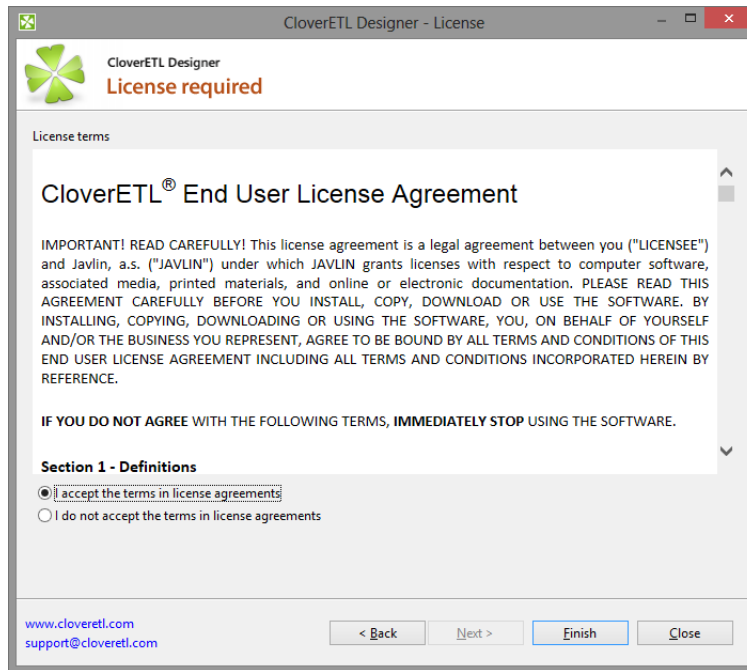 CloverETL Designer - License
CloverETL Designer
License required
License terms
CloverETL® End User License Agreement
IMPORTANT! READ CAREFULLY! This license agreement is a legal agreement between you ("LICENSEE")
and Javlin, a.s. ("JAVLIN") under which JAVLIN grants licenses with respect to computer software,
associated media, printed materials, and online or electronic documentation. PLEASE READ THIS
AGREEMENT CAREFULLY BEFORE YOU INSTALL, COPY, DOWNLOAD OR USE THE SOFTWARE. BY
INSTALLING, COPYING, DOWNLOADING OR USING THE SOFTWARE, YOU, ON BEHALF OF YOURSELF
AND/OR THE BUSINESS YOU REPRESENT, AGREE TO BE BOUND BY ALL TERMS AND CONDITIONS OF THIS
END USER LICENSE AGREEMENT INCLUDING ALL TERMS AND CONDITIONS INCORPORATED HEREIN BY
REFERENCE.
IF YOU DO NOT AGREE WITH THE FOLLOWING TERMS, IMMEDIATELY STOP USING THE SOFTWARE.
Section 1 - Definitions
I accept the terms in license agreements
I do not accept the terms in license agreements
www.cloveretl.com
support@cloveretl.com
< Back
Next >
Finish
Close